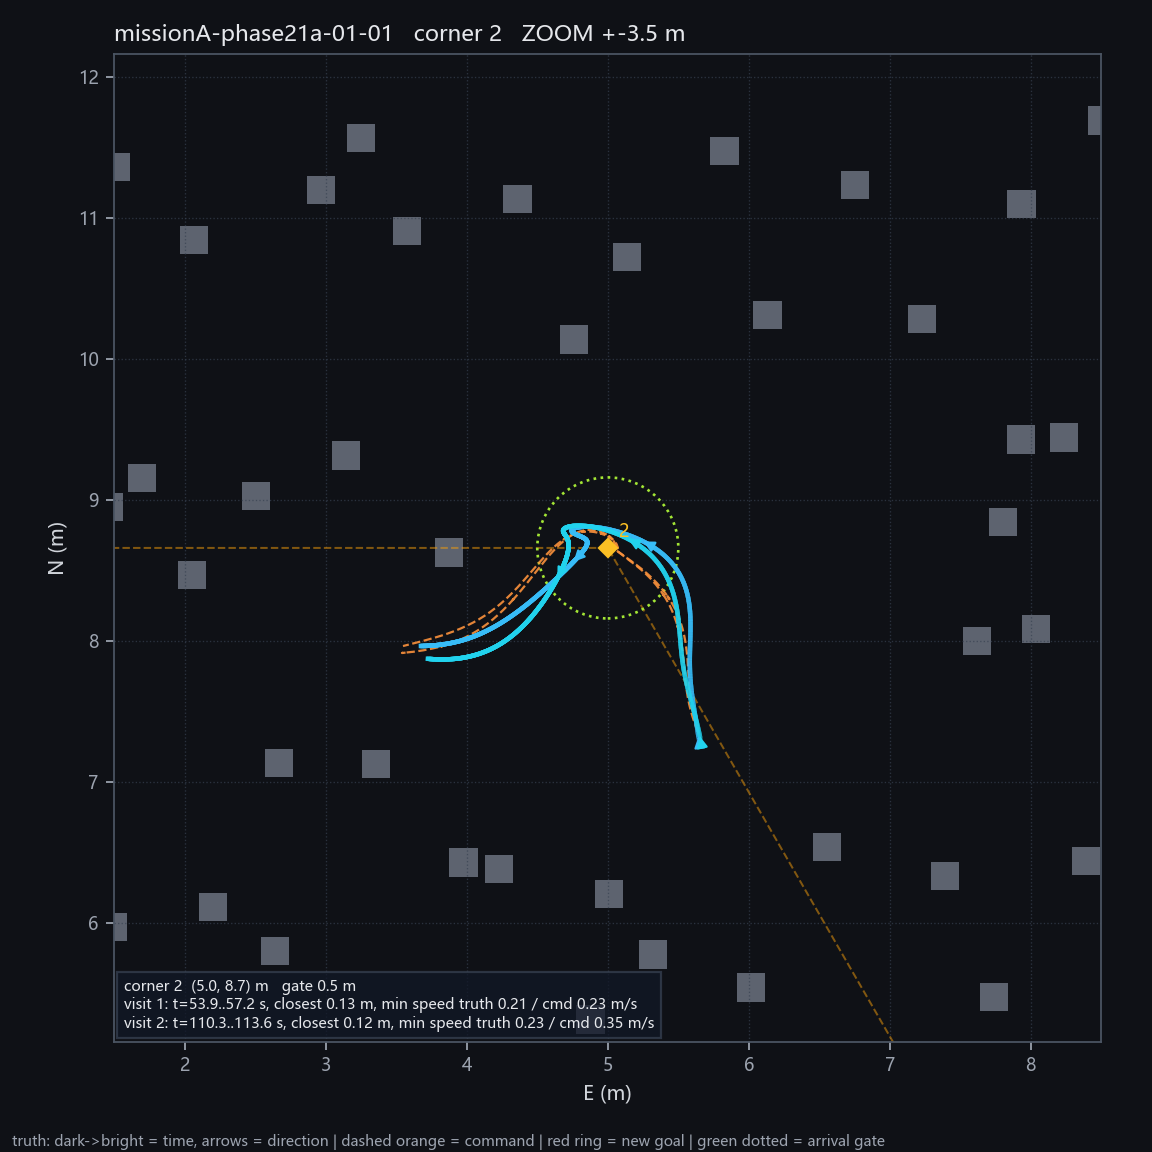 missionA-phase21a-01-01   corner 2   ZOOM +-3.5 m
12
11
10
9
8
7
6
N (m)
2
corner 2  (5.0, 8.7) m   gate 0.5 m
visit 1: t=53.9..57.2 s, closest 0.13 m, min speed truth 0.21 / cmd 0.23 m/s
visit 2: t=110.3..113.6 s, closest 0.12 m, min speed truth 0.23 / cmd 0.35 m/s
2 3 4 5 6 7 8
E (m)
truth: dark->bright = time, arrows = direction | dashed orange = command | red ring = new goal | green dotted = arrival gate